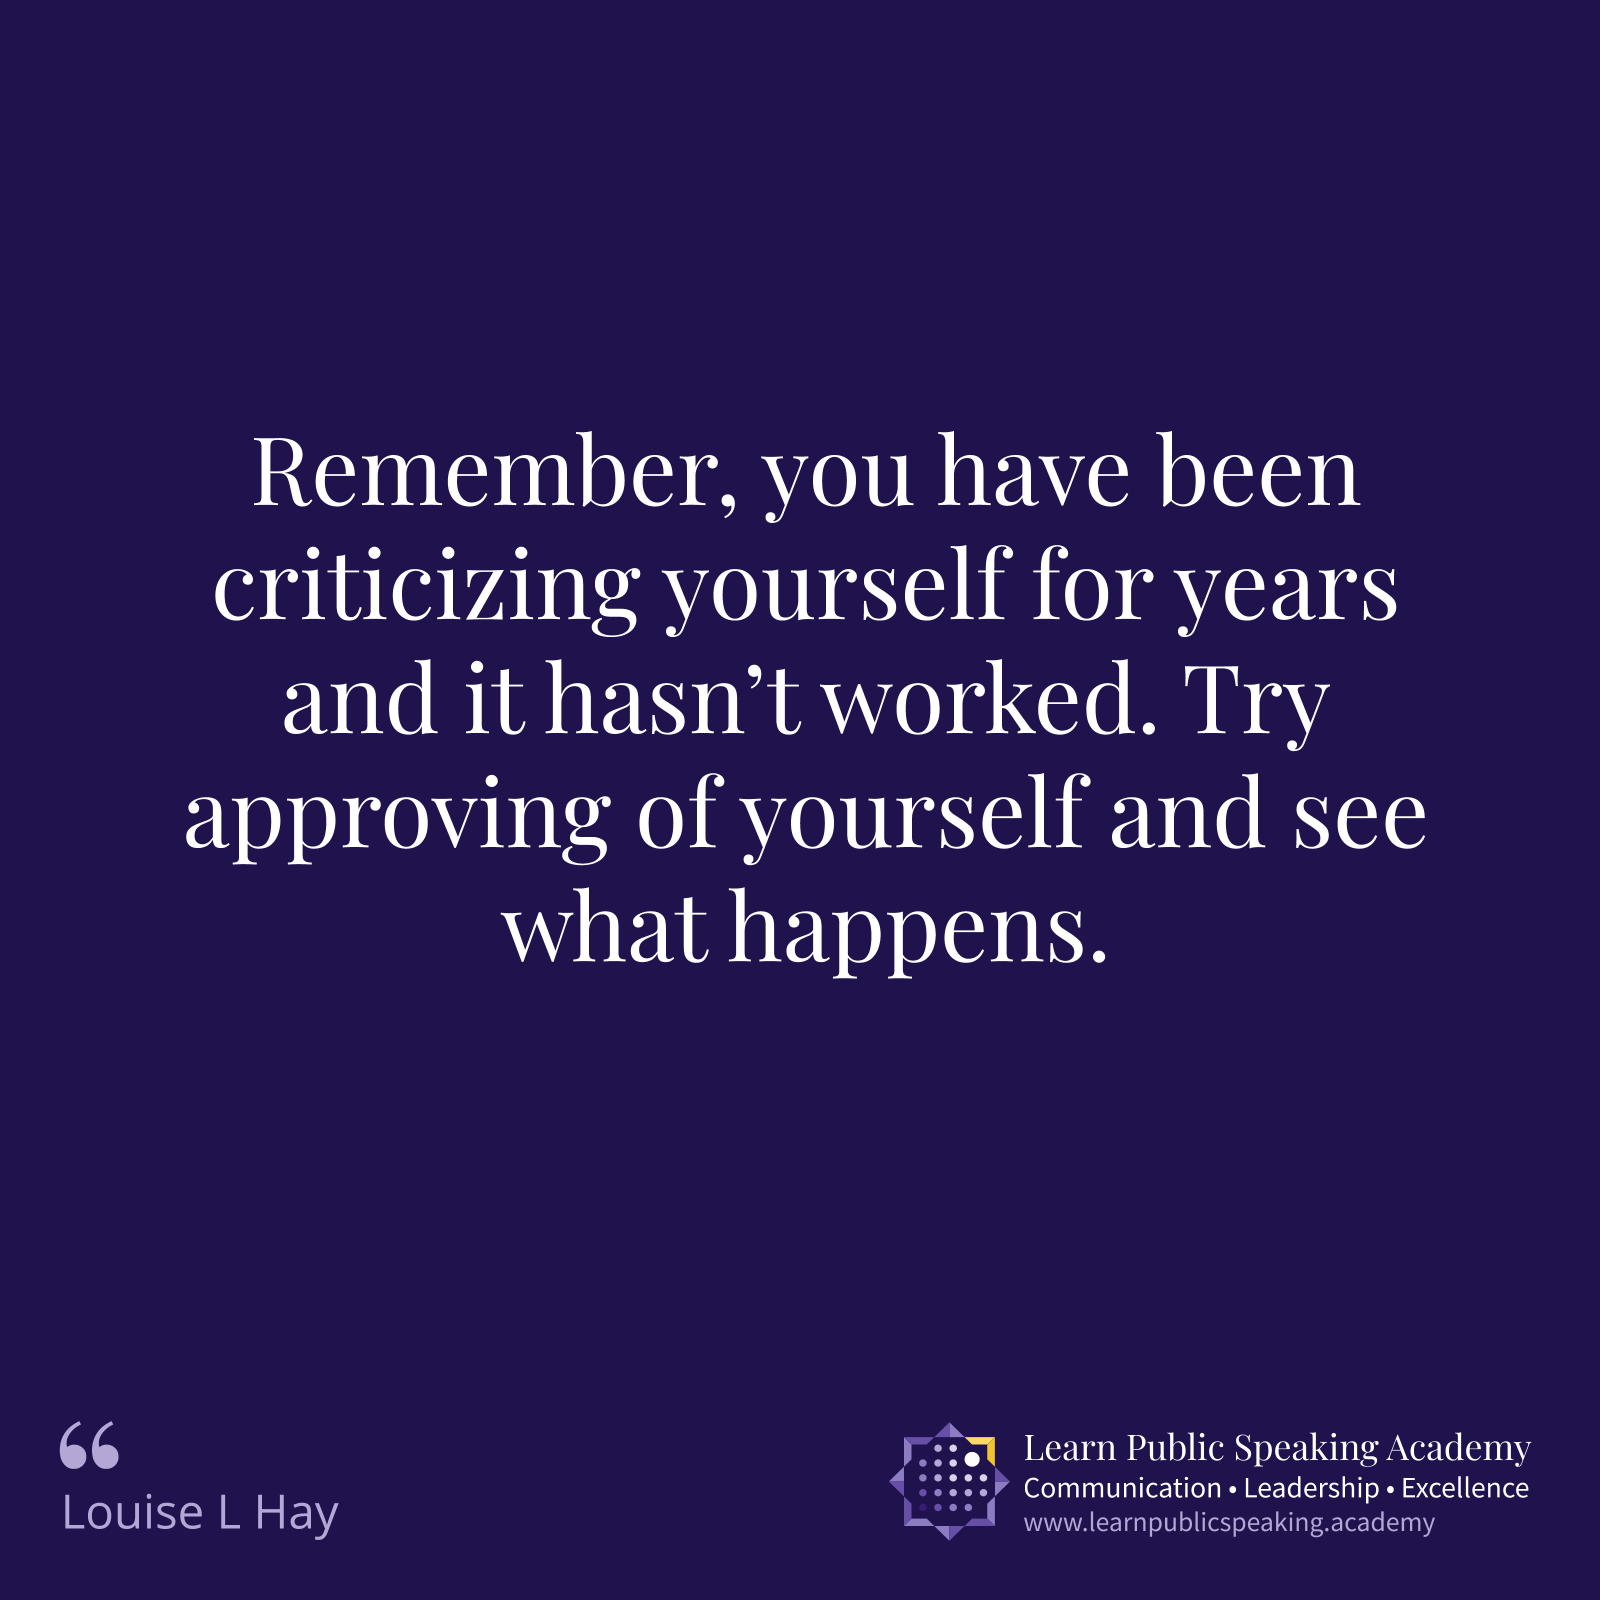 Remember, you have been
criticizing yourself for years
and it hasn’t worked. Try
approving of yourself and see
what happens.
“
Louise L Hay
Learn Public Speaking Academy
Communication • Leadership • Excellence
www.learnpublicspeaking.academy